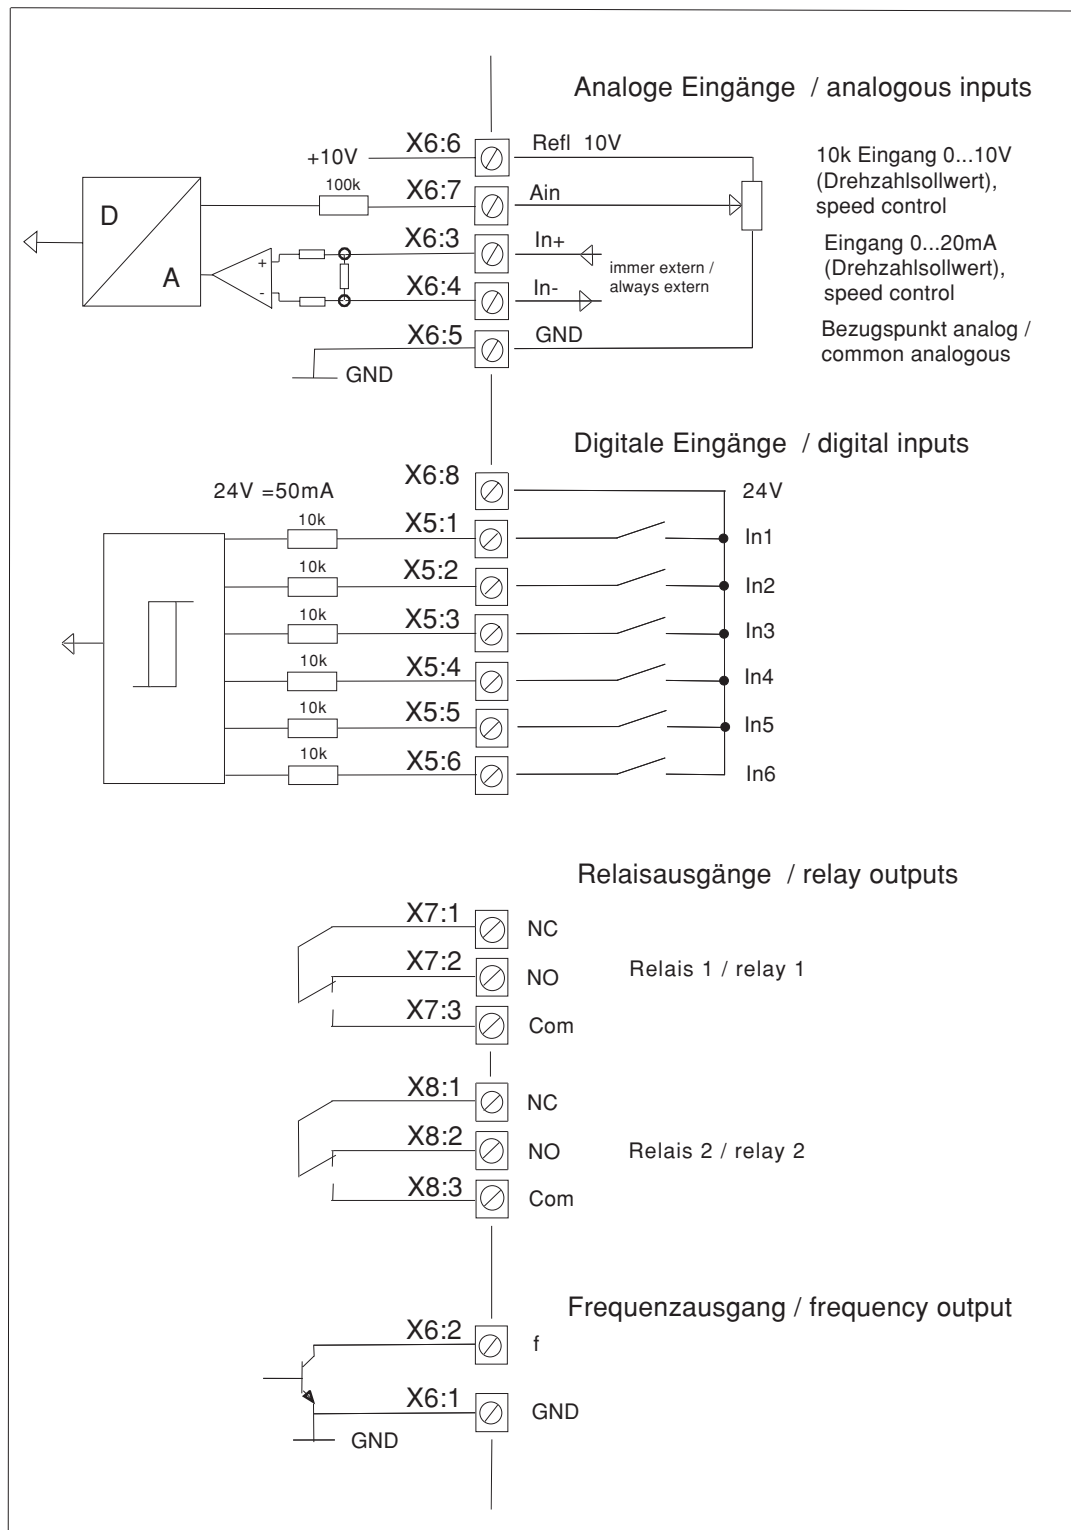 Analoge Eingänge / analogous inputs
+10V X6:6 Refl 10V
100k X6:7 Ain
10k Eingang 0...10V
(Drehzahlsollwert),
speed control
D
A
+
-
X6:3 In+
X6:4 In-
immer extern /
always extern
Eingang 0...20mA
(Drehzahlsollwert),
speed control
X6:5 GND
GND
Bezugspunkt analog /
common analogous
Digitale Eingänge / digital inputs
24V =50mA X6:8 24V
10k X5:1 In1
10k X5:2 In2
10k X5:3 In3
10k X5:4 In4
10k X5:5 In5
10k X5:6 In6
Relaisausgänge / relay outputs
X7:1 NC
X7:2 NO Relais 1 / relay 1
X7:3 Com
X8:1 NC
X8:2 NO Relais 2 / relay 2
X8:3 Com
Frequenzausgang / frequency output
X6:2 f
X6:1 GND
GND